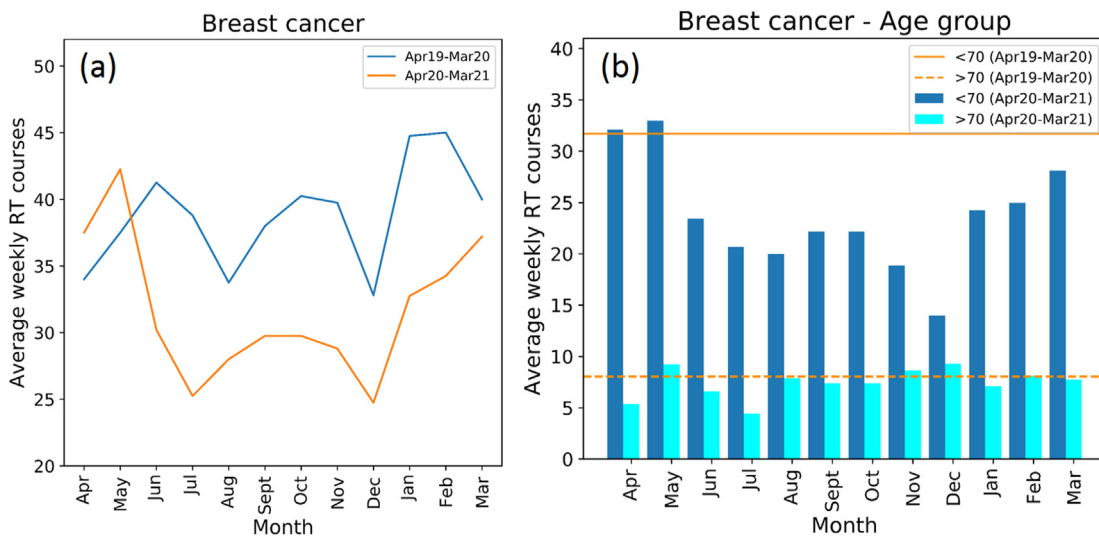 Breast cancer
(a)
Apr19-Mar20
Apr20-Mar21
Average weekly RT courses
50
45
40
35
30
25
20
Apr
May
Jun
Jul
Aug
Sept
Oct
Nov
Dec
Jan
Feb
Mar
Month
Breast cancer - Age group
(b)
<70 (Apr19-Mar20)
>70 (Apr19-Mar20)
<70 (Apr20-Mar21)
>70 (Apr20-Mar21)
Average weekly RT courses
40
35
30
25
20
15
10
5
0
Apr
May
Jun
Jul
Aug
Sept
Oct
Nov
Dec
Jan
Feb
Mar
Month